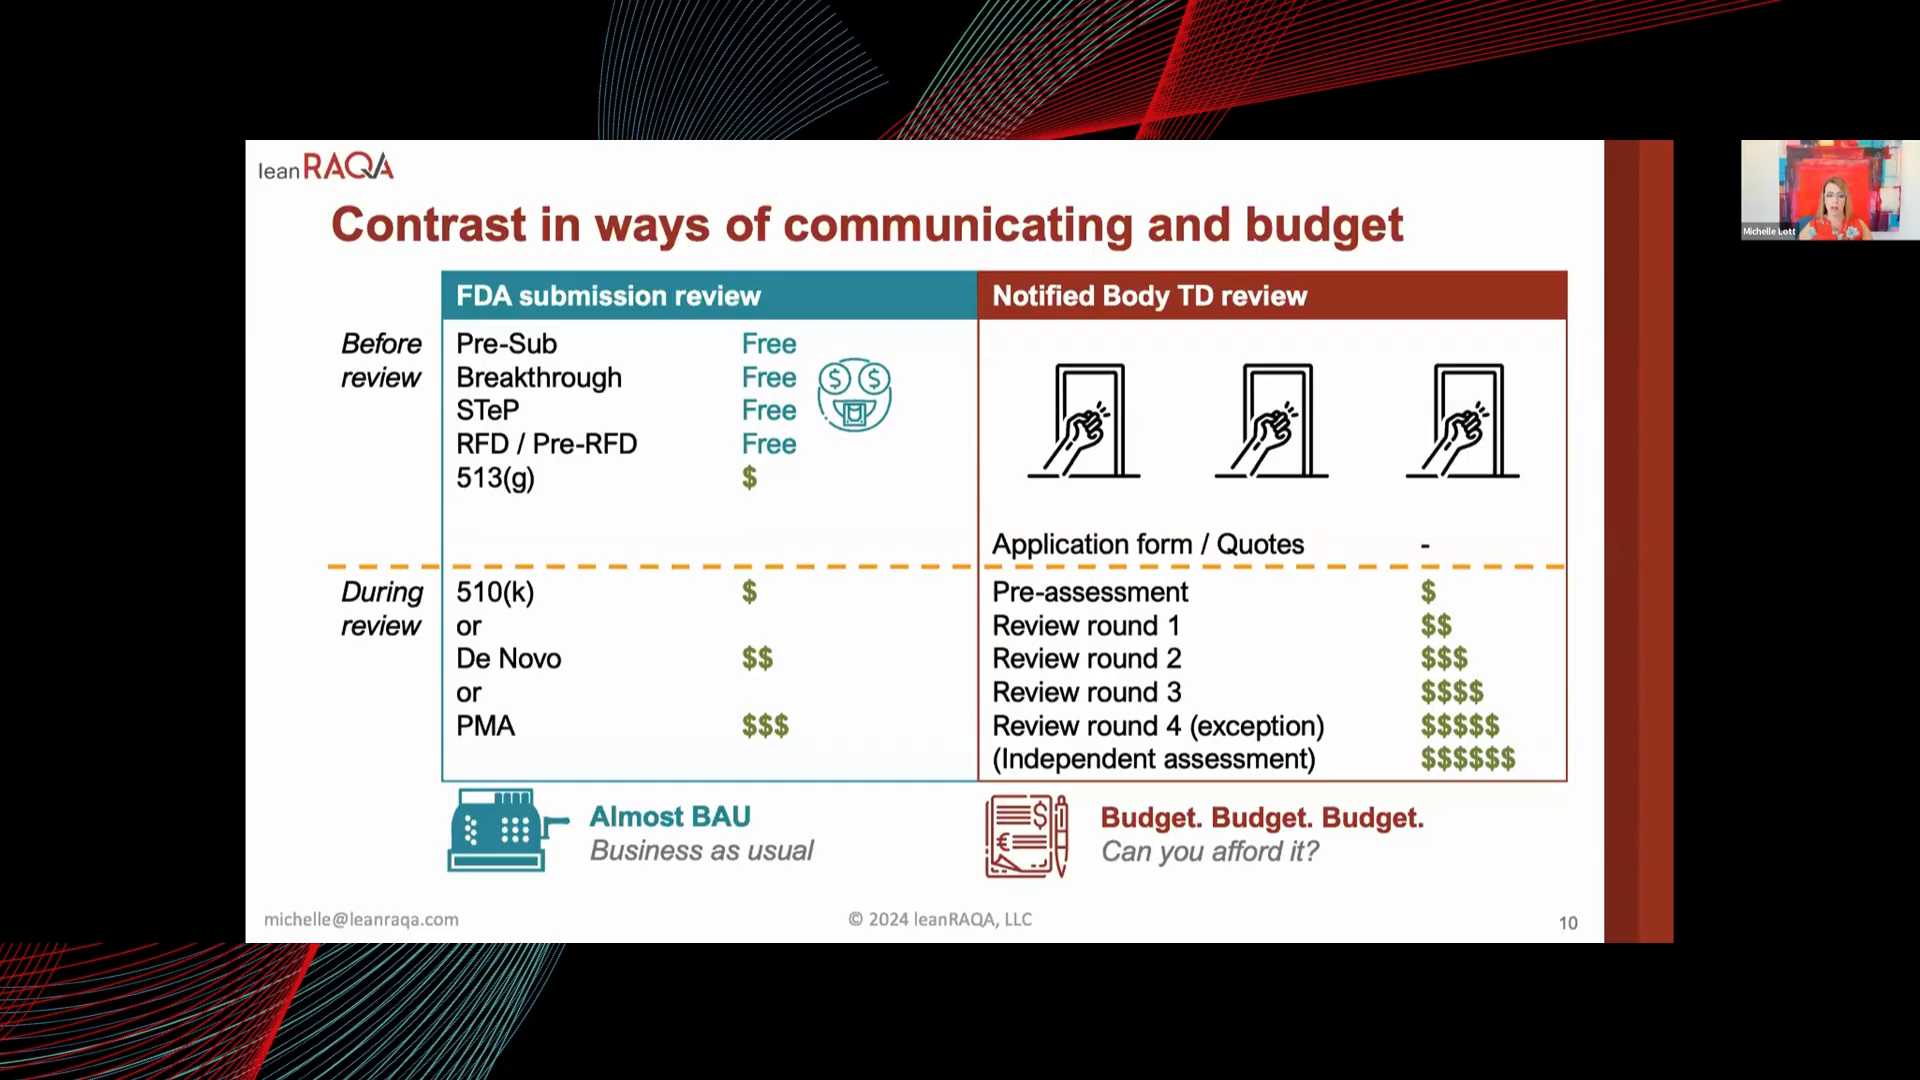 leanRAQA
Contrast in ways of communicating and budget
FDA submission review
Notified Body TD review
Before review
Pre-Sub Free
Breakthrough Free
STeP Free
RFD / Pre-RFD Free
513(g) $
Application form / Quotes -
During review
510(k) $
or
De Novo $$
or
PMA $$$
Pre-assessment $
Review round 1 $$
Review round 2 $$$
Review round 3 $$$$
Review round 4 (exception) $$$$$
(Independent assessment) $$$$$$
Almost BAU
Business as usual
Budget. Budget. Budget.
Can you afford it?
michelle@leanraqa.com
© 2024 leanRAQA, LLC
10
Michelle Lott